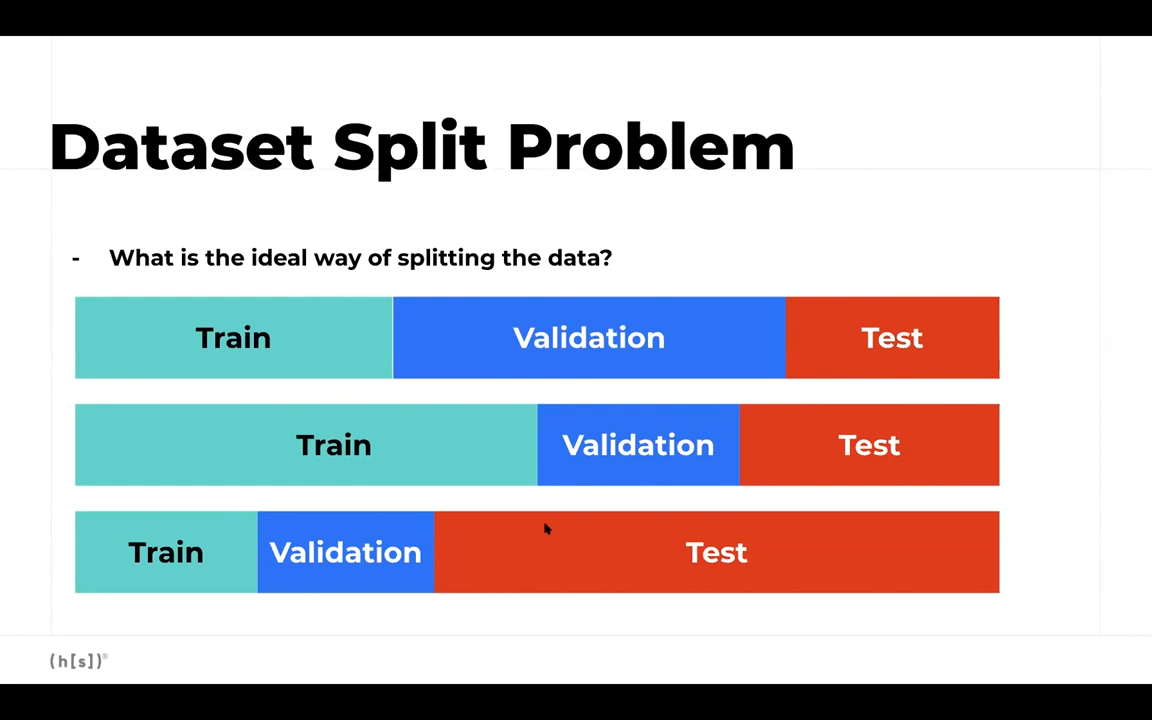 Dataset Split Problem
- What is the ideal way of splitting the data?
Train Validation Test
Train Validation Test
Train Validation Test
(h[s])®